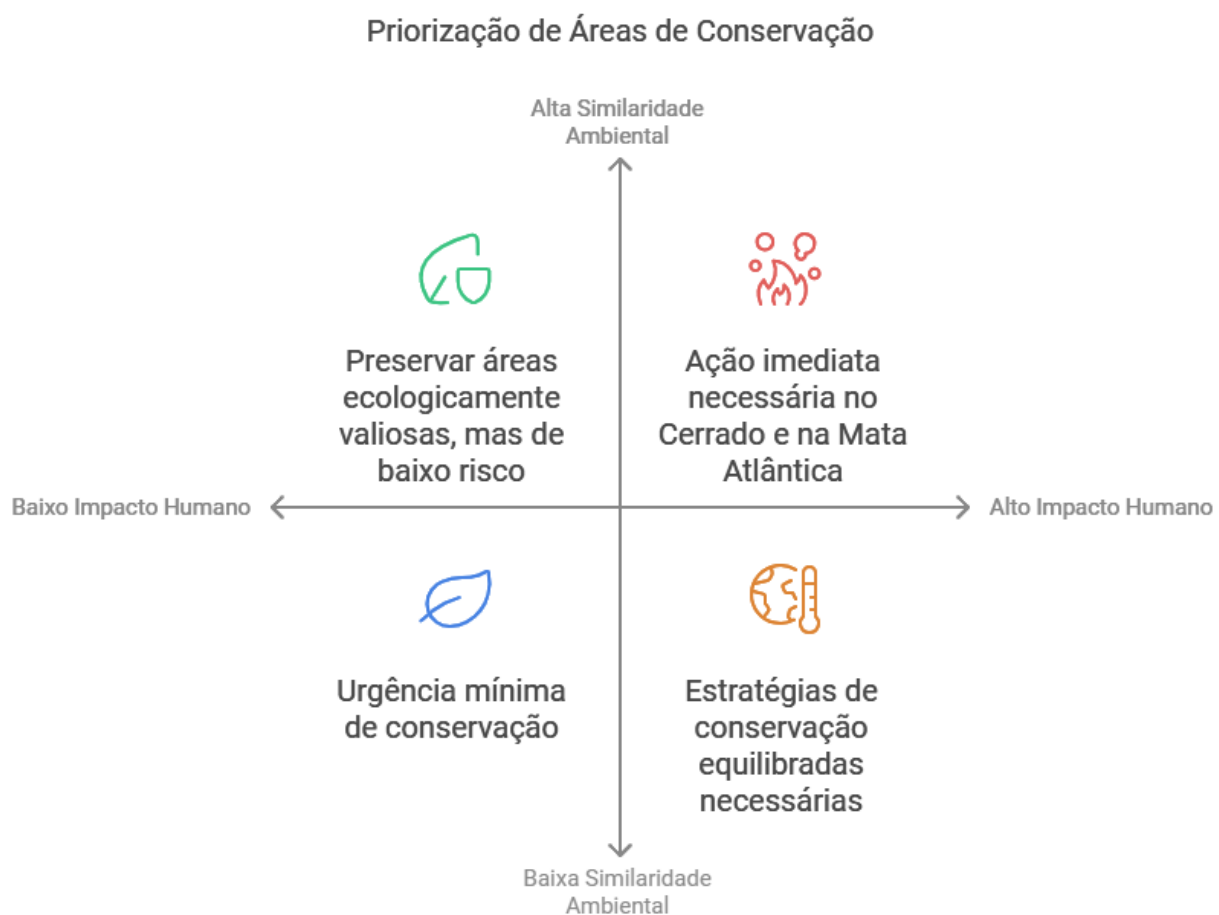 Priorização de Áreas de Conservação
Alta Similaridade
Ambiental
Preservar áreas
ecologicamente
valiosas, mas de
baixo risco
Ação imediata
necessária no
Cerrado e na Mata
Atlântica
Baixo Impacto Humano
Alto Impacto Humano
Urgência mínima
de conservação
Estratégias de
conservação
equilibradas
necessárias
Baixa Similaridade
Ambiental